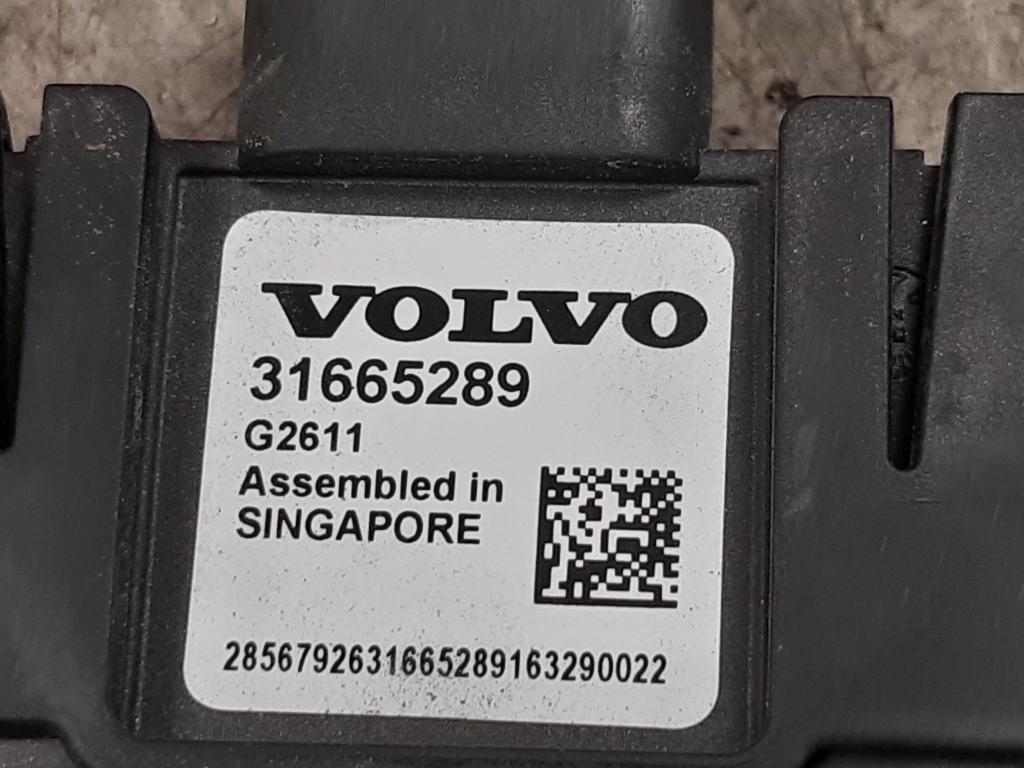 VOLVO
31665289
G2611
Assembled in
SINGAPORE
2856792631665289163290022